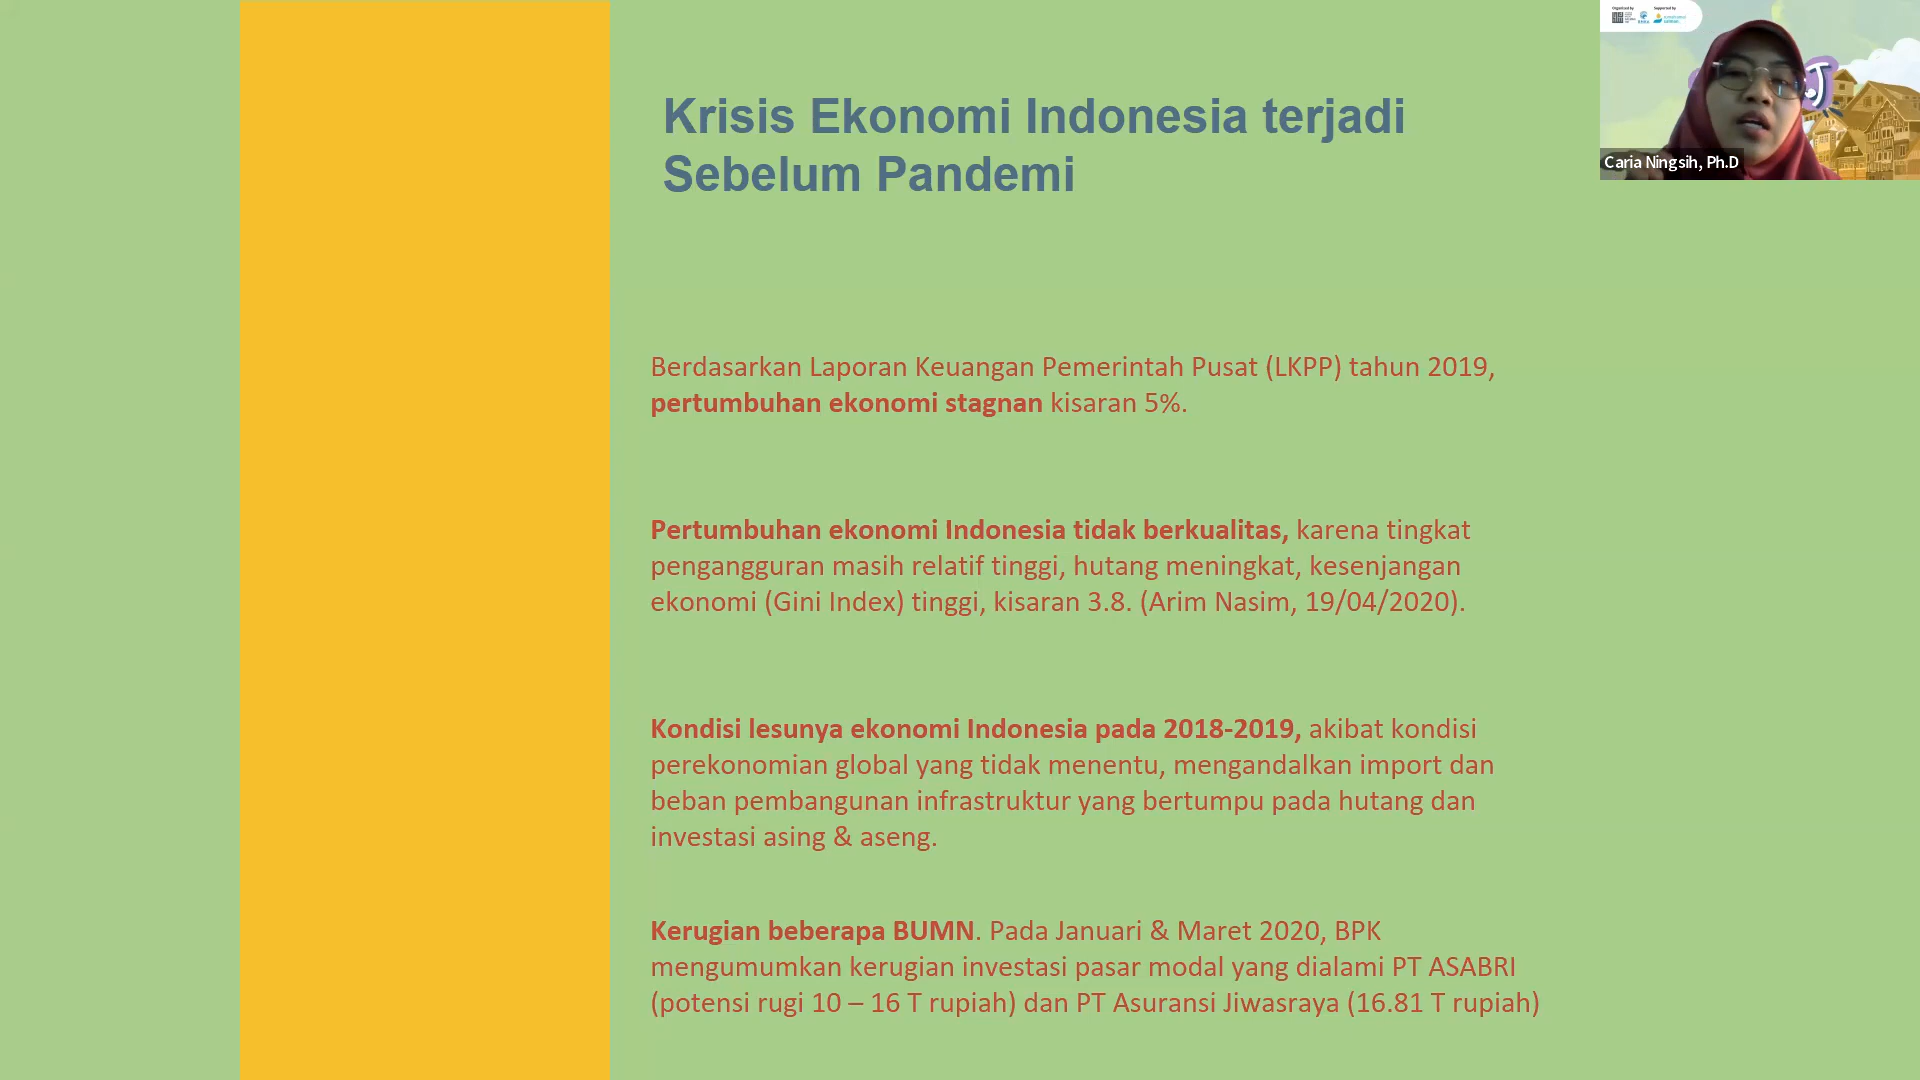 Krisis Ekonomi Indonesia terjadi
Sebelum Pandemi
Organized by
Supported by
Caria Ningsih, Ph.D
Berdasarkan Laporan Keuangan Pemerintah Pusat (LKPP) tahun 2019,
pertumbuhan ekonomi stagnan kisaran 5%.
Pertumbuhan ekonomi Indonesia tidak berkualitas, karena tingkat
pengangguran masih relatif tinggi, hutang meningkat, kesenjangan
ekonomi (Gini Index) tinggi, kisaran 3.8. (Arim Nasim, 19/04/2020).
Kondisi lesunya ekonomi Indonesia pada 2018-2019, akibat kondisi
perekonomian global yang tidak menentu, mengandalkan import dan
beban pembangunan infrastruktur yang bertumpu pada hutang dan
investasi asing & aseng.
Kerugian beberapa BUMN. Pada Januari & Maret 2020, BPK
mengumumkan kerugian investasi pasar modal yang dialami PT ASABRI
(potensi rugi 10 – 16 T rupiah) dan PT Asuransi Jiwasraya (16.81 T rupiah)